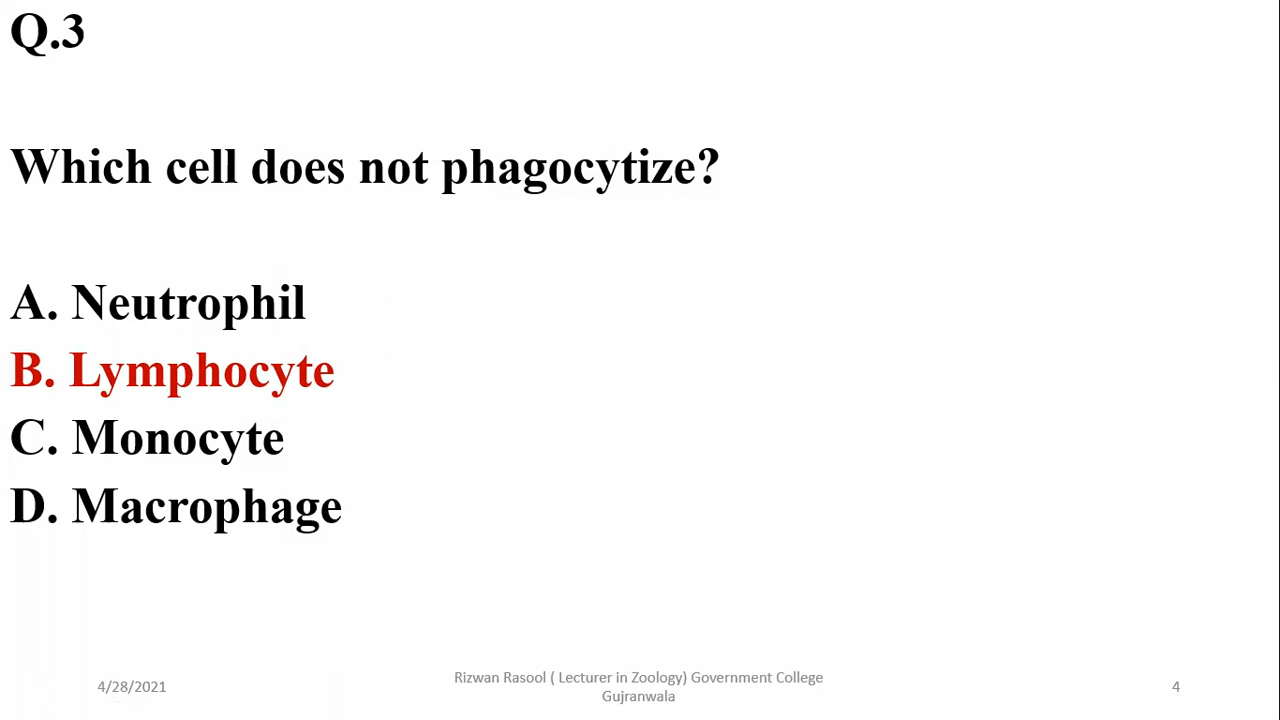 Q.3
Which cell does not phagocytize?
A. Neutrophil
B. Lymphocyte
C. Monocyte
D. Macrophage
4/28/2021
Rizwan Rasool ( Lecturer in Zoology) Government College
Gujranwala
4